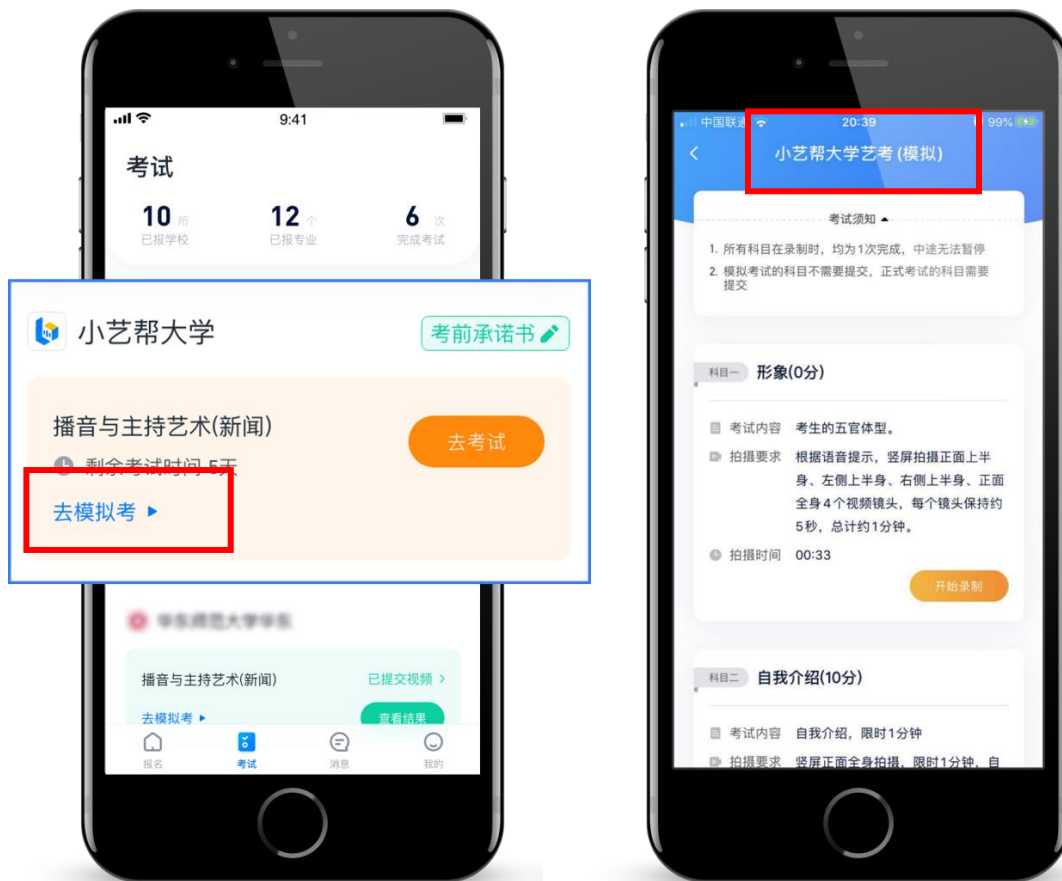 9:41
考试
10 所
12 个
6 次
已报学校
已报专业
完成考试
小艺帮大学
考前承诺书
播音与主持艺术(新闻)
去考试
剩余考试时间 5天
去模拟考
播音与主持艺术(新闻)
已提交视频
去模拟考
查看结果
报名
考试
消息
我的
中国联通
20:39
99%
小艺帮大学艺考(模拟)
考试须知
1. 所有科目在录制时，均为1次完成，中途无法暂停
2. 模拟考试的科目不需要提交，正式考试的科目需要
提交
科目一
形象(0分)
考试内容 考生的五官体型。
拍摄要求 根据语音提示，竖屏拍摄正面上半
身、左侧上半身、右侧上半身、正面
全身4个视频镜头，每个镜头保持约
5秒，总计约1分钟。
拍摄时间 00:33
开始录制
科目二
自我介绍(10分)
考试内容 自我介绍，限时1分钟
拍摄要求 竖屏正面全身拍摄，限时1分钟，自